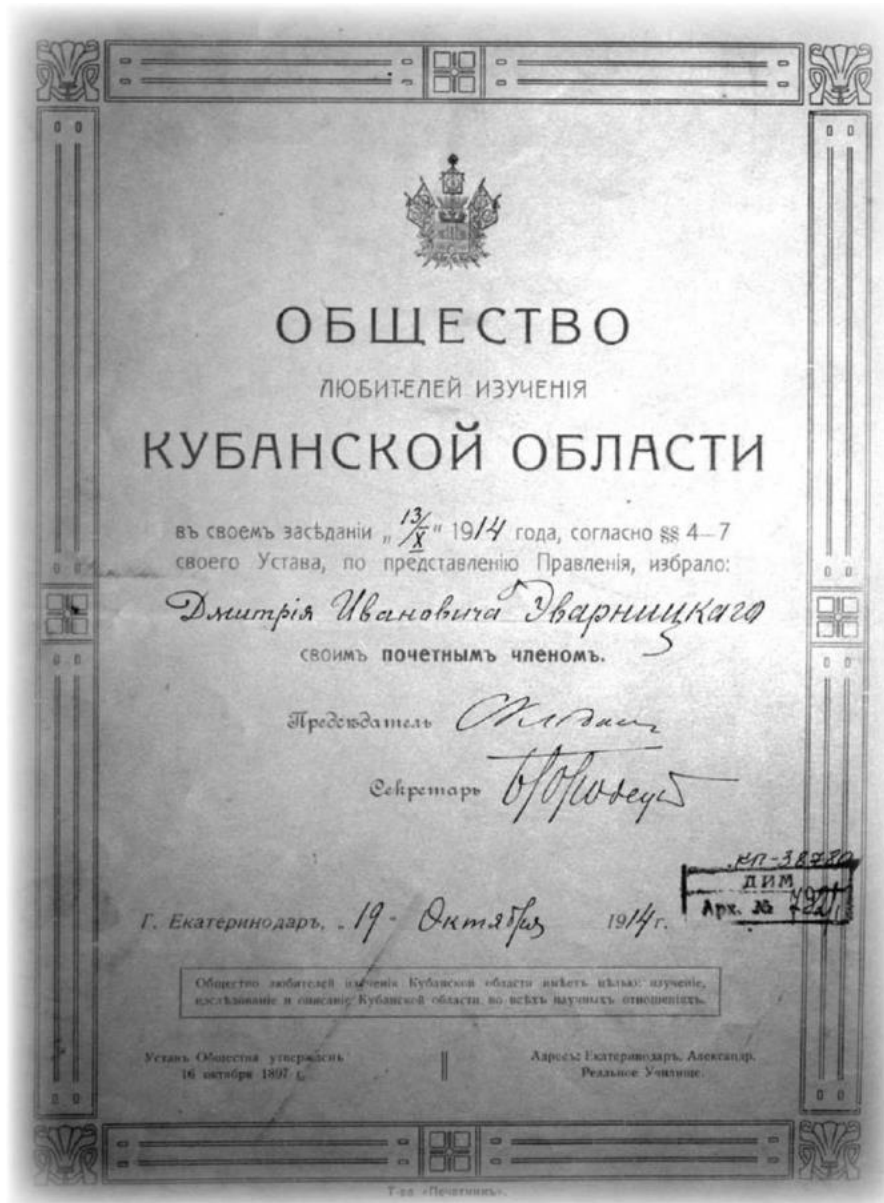 ОБЩЕСТВО
ЛЮБИТЕЛЕЙ ИЗУЧЕНІЯ
КУБАНСКОЙ ОБЛАСТИ
въ своемъ засѣданіи „13/X" 1914 года, согласно §§ 4—7
своего Устава, по представленію Правленія, избрало:
Дмитрія Ивановича Эварницкаго
своимъ почетнымъ членомъ.
Предсѣдатель
Секретарь
КП-38780
ДИМ
Арх. №
Г. Екатеринодаръ, „19 - Октября 1914 г.
Общество любителей изученія Кубанской области имѣетъ цѣлью: изученіе,
изслѣдованіе и описаніе Кубанской области во всѣхъ научныхъ отношеніяхъ.
Уставъ Общества утвержденъ
16 октября 1897 г.
Адресъ: Екатеринодаръ, Александр.
Реальное Училище.
Т-во «Печатникъ».